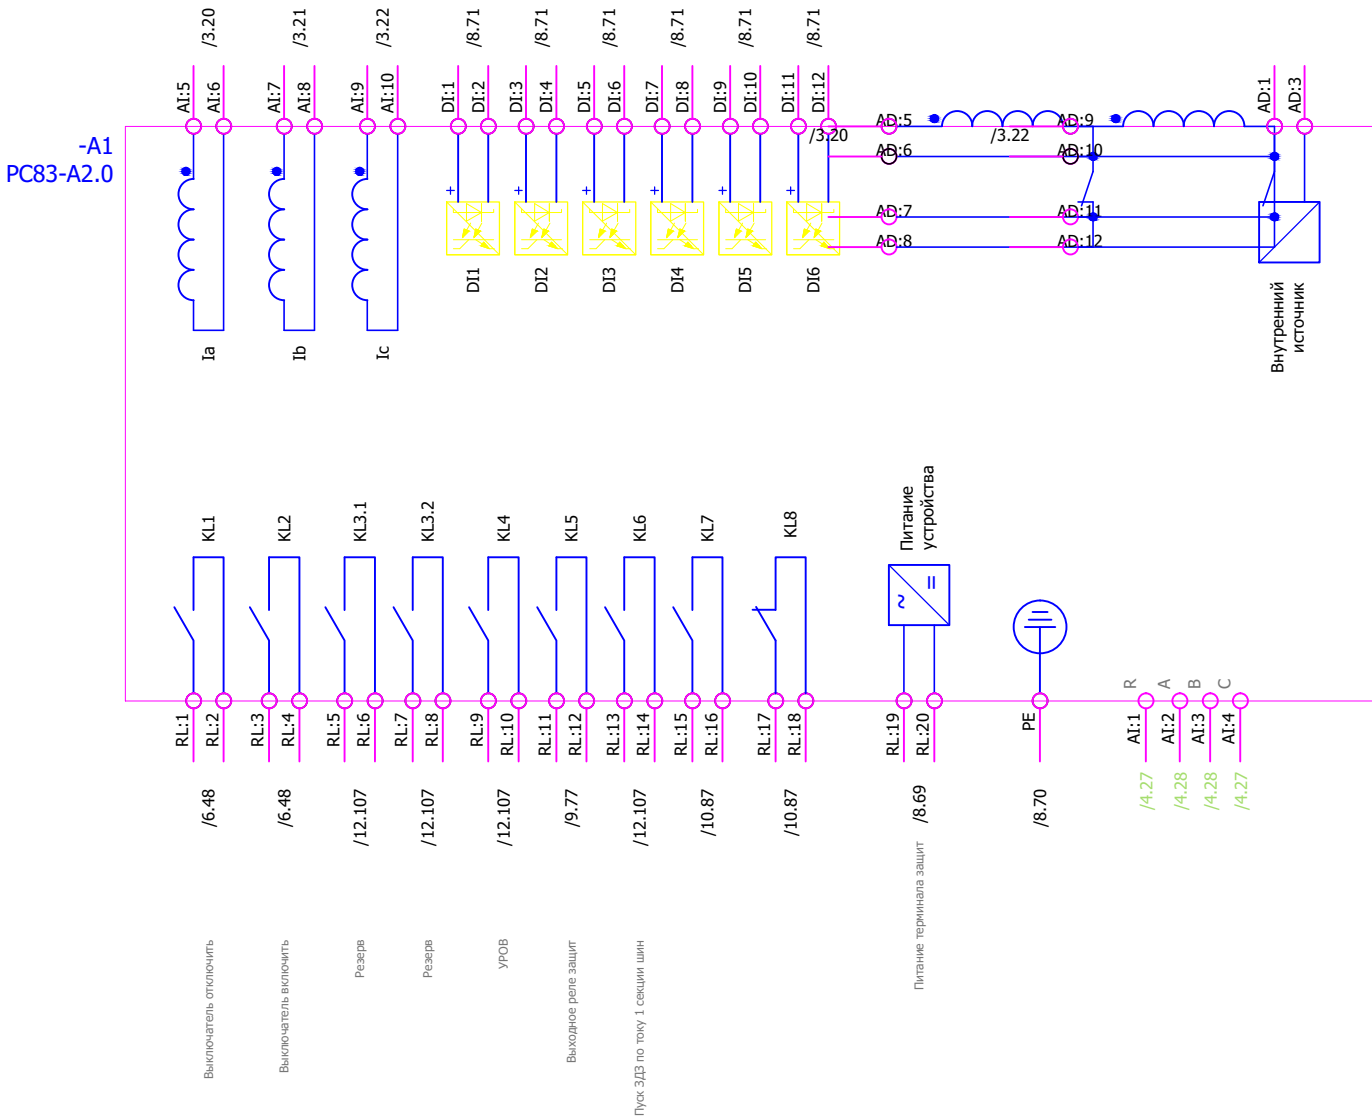 /3.20
/3.21
/3.22
/8.71
/8.71
/8.71
/8.71
/8.71
/8.71
AI:5
AI:6
AI:7
AI:8
AI:9
AI:10
DI:1
DI:2
DI:3
DI:4
DI:5
DI:6
DI:7
DI:8
DI:9
DI:10
DI:11
DI:12
AD:1
AD:3
-A1
PC83-A2.0
AD:5
/3.20
AD:6
AD:7
AD:8
AD:9
/3.22
AD:10
AD:11
AD:12
+
+
+
+
+
+
Ia
Ib
Ic
DI1
DI2
DI3
DI4
DI5
DI6
Внутренний
источник
KL1
KL2
KL3.1
KL3.2
KL4
KL5
KL6
KL7
KL8
Питание
устройства
~
=
R
A
B
C
RL:1
RL:2
RL:3
RL:4
RL:5
RL:6
RL:7
RL:8
RL:9
RL:10
RL:11
RL:12
RL:13
RL:14
RL:15
RL:16
RL:17
RL:18
RL:19
RL:20
PE
AI:1
AI:2
AI:3
AI:4
/6.48
/6.48
/12.107
/12.107
/12.107
/9.77
/12.107
/10.87
/10.87
/8.69
/8.70
/4.27
/4.28
/4.28
/4.27
Выключатель отключить
Выключатель включить
Резерв
Резерв
УРОВ
Выходное реле защит
Пуск ЗДЗ по току 1 секции шин
Питание терминала защит